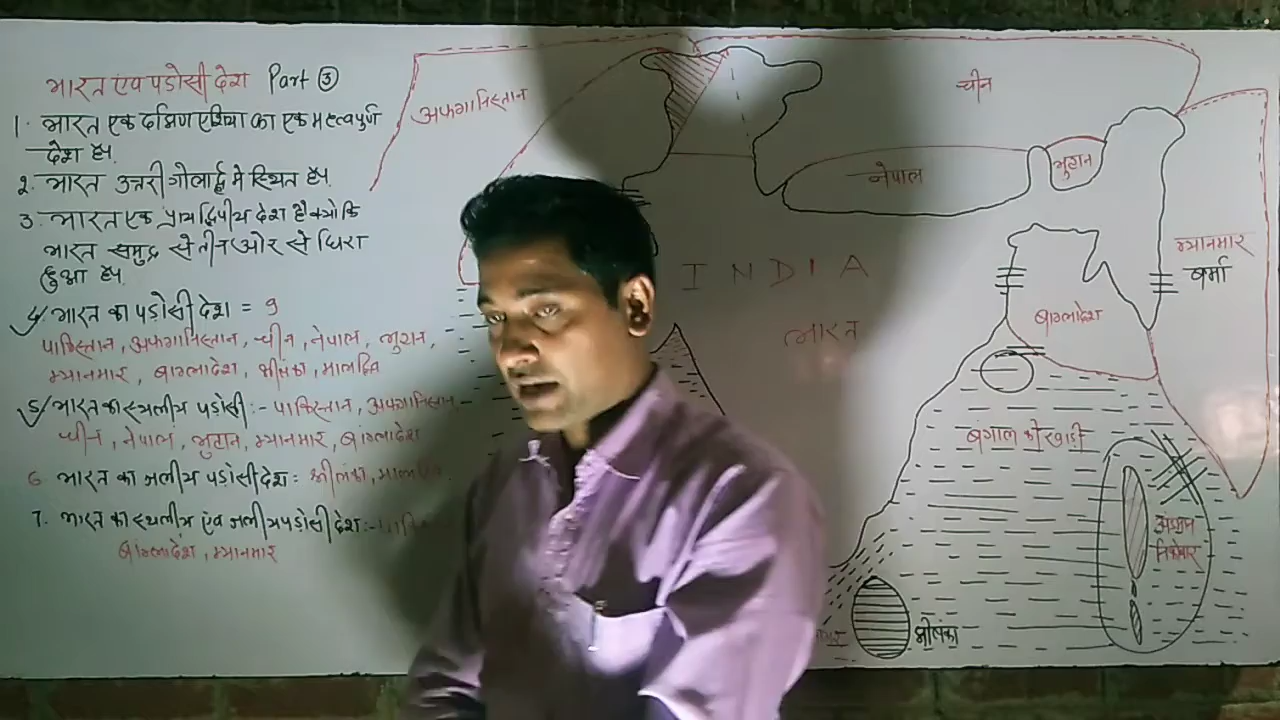 भारत एवं पडोसी देश Part ③
1. भारत एक दक्षिण एशिया का एक महत्वपुर्ण
देश है।
2. भारत उत्तरी गोलार्द्ध मे स्थित है।
3. भारत एक प्रायद्विपीय देश है क्योकि
भारत समुद्र से तीन ओर से घिरा
हुआ है।
4. भारत का पडोसी देश = 9
पाकिस्तान, अफगानिस्तान, चीन, नेपाल, भुटान,
म्यानमार, बांग्लादेश, श्रीलंका, मालद्विव
5. भारत का स्थलीय पडोसी :- पाकिस्तान, अफगानिस्तान
चीन, नेपाल, भुटान, म्यानमार, बांग्लादेश
6 भारत का जलीय पड़ोसी देश : श्रीलंका,
7. भारत का स्थलीय एंव जलीय पड़ोसी देश :-
बांग्लादेश, म्यानमार
अफगानिस्तान
चीन
नेपाल
भुटान
म्यानमार
बर्मा
INDIA
भारत
बांग्लादेश
बंगाल की खाड़ी
अंडमान
निकोबार
श्रीलंका